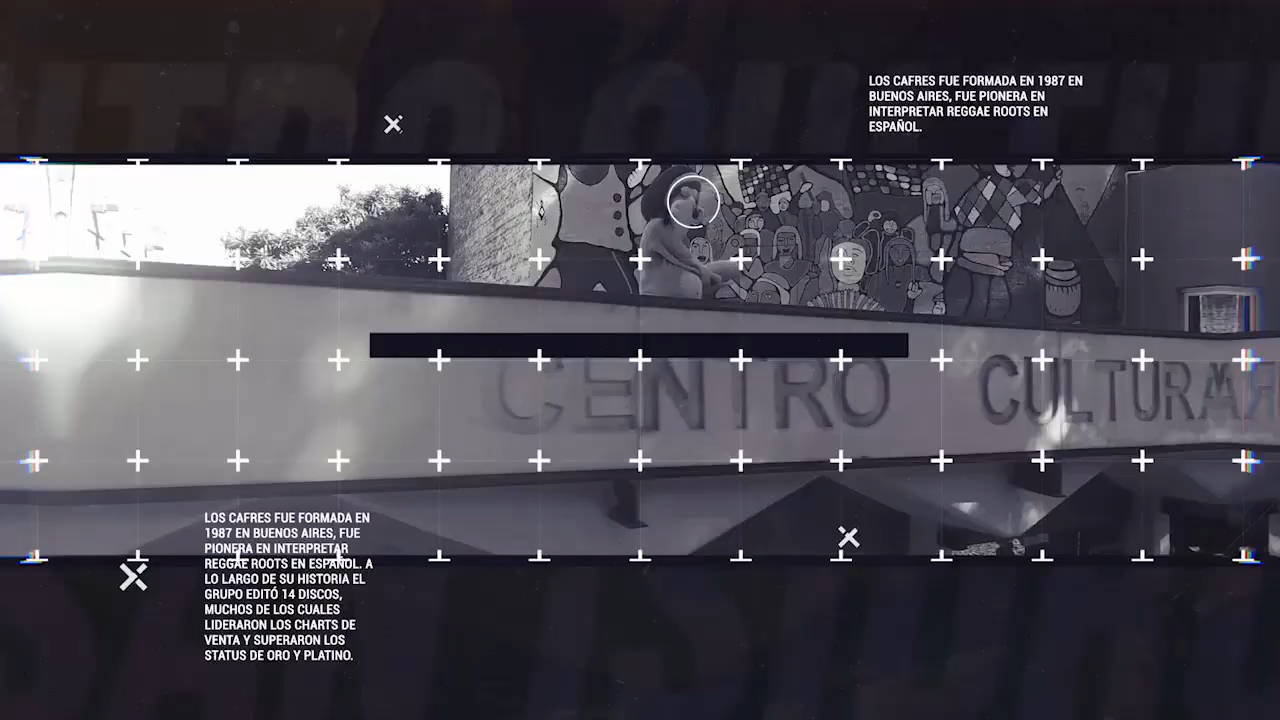 LOS CAFRES FUE FORMADA EN 1987 EN
BUENOS AIRES, FUE PIONERA EN
INTERPRETAR REGGAE ROOTS EN
ESPAÑOL.
CENTRO CULTURA
LOS CAFRES FUE FORMADA EN
1987 EN BUENOS AIRES, FUE
PIONERA EN INTERPRETAR
REGGAE ROOTS EN ESPAÑOL. A
LO LARGO DE SU HISTORIA EL
GRUPO EDITÓ 14 DISCOS,
MUCHOS DE LOS CUALES
LIDERARON LOS CHARTS DE
VENTA Y SUPERARON LOS
STATUS DE ORO Y PLATINO.